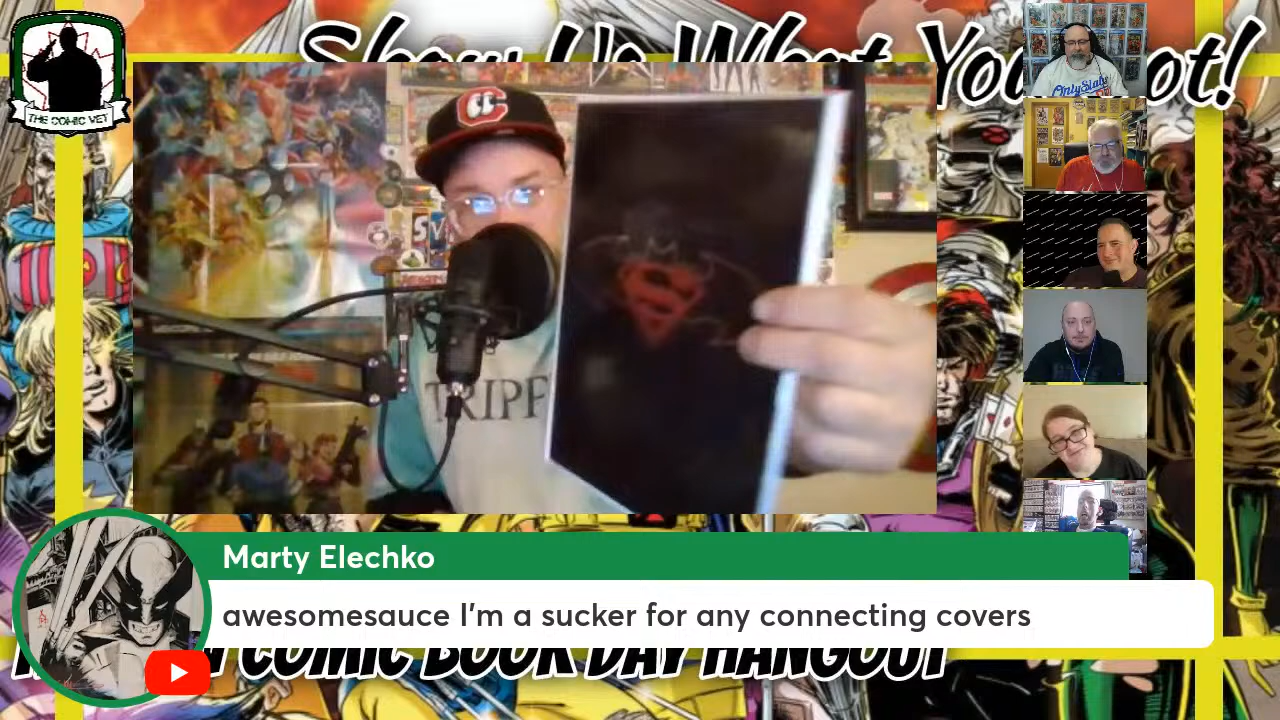 Show Us What You Got!
THE COMIC VET
OnlySlabs
TRIPP
Marty Elechko
awesomesauce I'm a sucker for any connecting covers
COMIC BOOK DAY HANGOUT